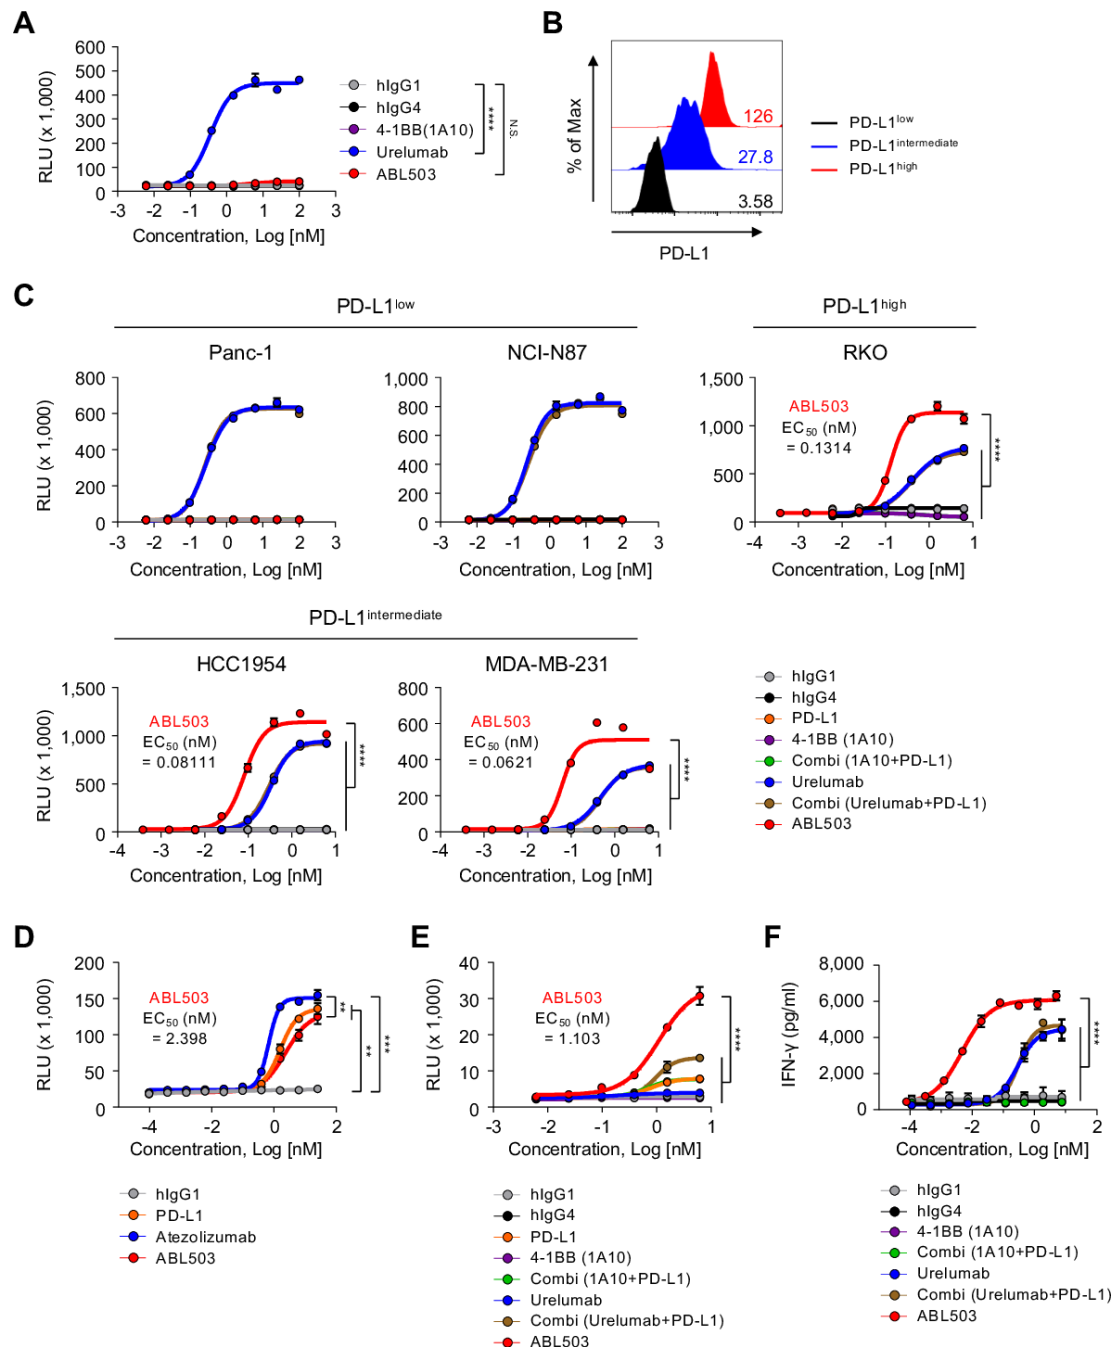 A
RLU (x 1,000)
600
500
400
300
200
100
0
-3 -2 -1 0 1 2 3
Concentration, Log [nM]
hIgG1
hIgG4
4-1BB(1A10)
Urelumab
ABL503
****
N.S.
B
% of Max
126
27.8
3.58
PD-L1
PD-L1low
PD-L1intermediate
PD-L1high
C
PD-L1low
PD-L1high
Panc-1
NCI-N87
RKO
RLU (x 1,000)
800
600
400
200
0
-3 -2 -1 0 1 2 3
Concentration, Log [nM]
1,000
800
600
400
200
0
-3 -2 -1 0 1 2 3
Concentration, Log [nM]
1,500
1,000
500
0
ABL503
EC50 (nM)
= 0.1314
****
-4 -3 -2 -1 0 1
Concentration, Log [nM]
PD-L1intermediate
HCC1954
MDA-MB-231
RLU (x 1,000)
1,500
1,000
500
0
ABL503
EC50 (nM)
= 0.08111
****
-4 -3 -2 -1 0 1
Concentration, Log [nM]
800
600
400
200
0
ABL503
EC50 (nM)
= 0.0621
****
-4 -3 -2 -1 0 1
Concentration, Log [nM]
hIgG1
hIgG4
PD-L1
4-1BB (1A10)
Combi (1A10+PD-L1)
Urelumab
Combi (Urelumab+PD-L1)
ABL503
D
RLU (x 1,000)
200
150
100
50
0
ABL503
EC50 (nM)
= 2.398
**
**
***
-4 -2 0 2
Concentration, Log [nM]
hIgG1
PD-L1
Atezolizumab
ABL503
E
RLU (x 1,000)
40
30
20
10
0
ABL503
EC50 (nM)
= 1.103
****
-3 -2 -1 0 1
Concentration, Log [nM]
hIgG1
hIgG4
PD-L1
4-1BB (1A10)
Combi (1A10+PD-L1)
Urelumab
Combi (Urelumab+PD-L1)
ABL503
F
IFN-γ (pg/ml)
8,000
6,000
4,000
2,000
0
****
-4 -2 0 2
Concentration, Log [nM]
hIgG1
hIgG4
4-1BB (1A10)
Combi (1A10+PD-L1)
Urelumab
Combi (Urelumab+PD-L1)
ABL503